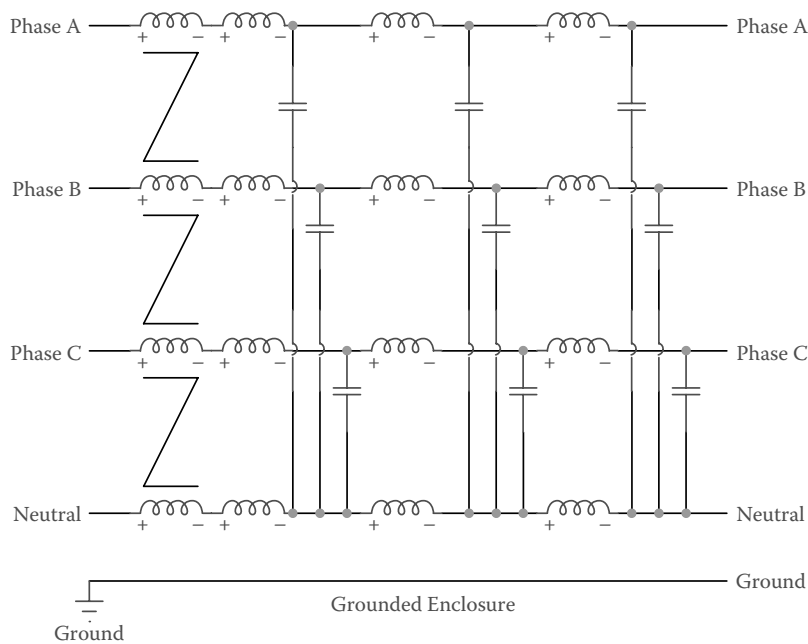 Phase A Phase A
+ − + − + − + −
Phase B Phase B
+ − + − + − + −
Phase C Phase C
+ − + − + − + −
Neutral Neutral
+ − + − + − + −
Ground
Grounded Enclosure
Ground